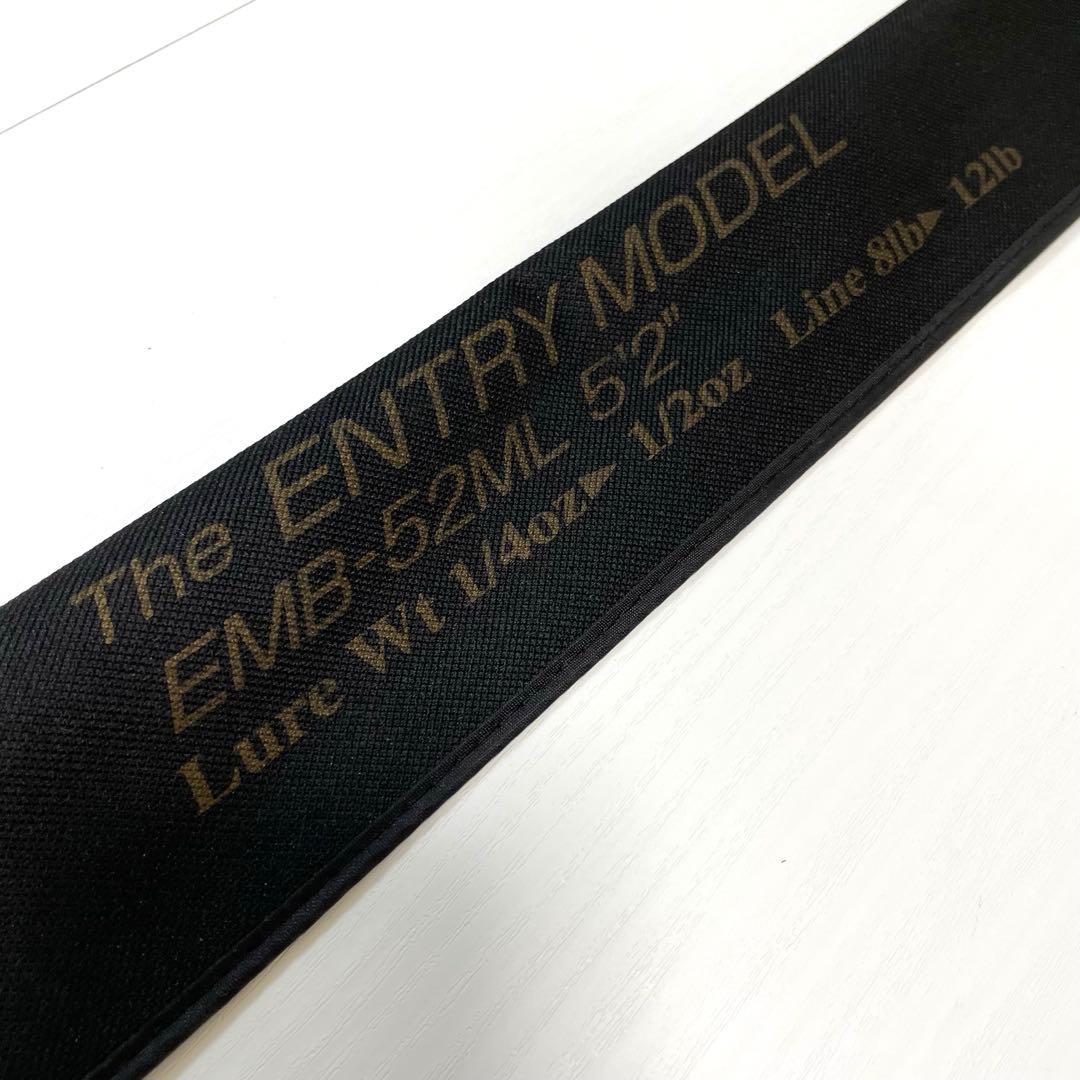 The ENTRY MODEL
EMB-52ML 5'2"
Lure Wt 1/4oz▶1/2oz Line 8lb▶12lb